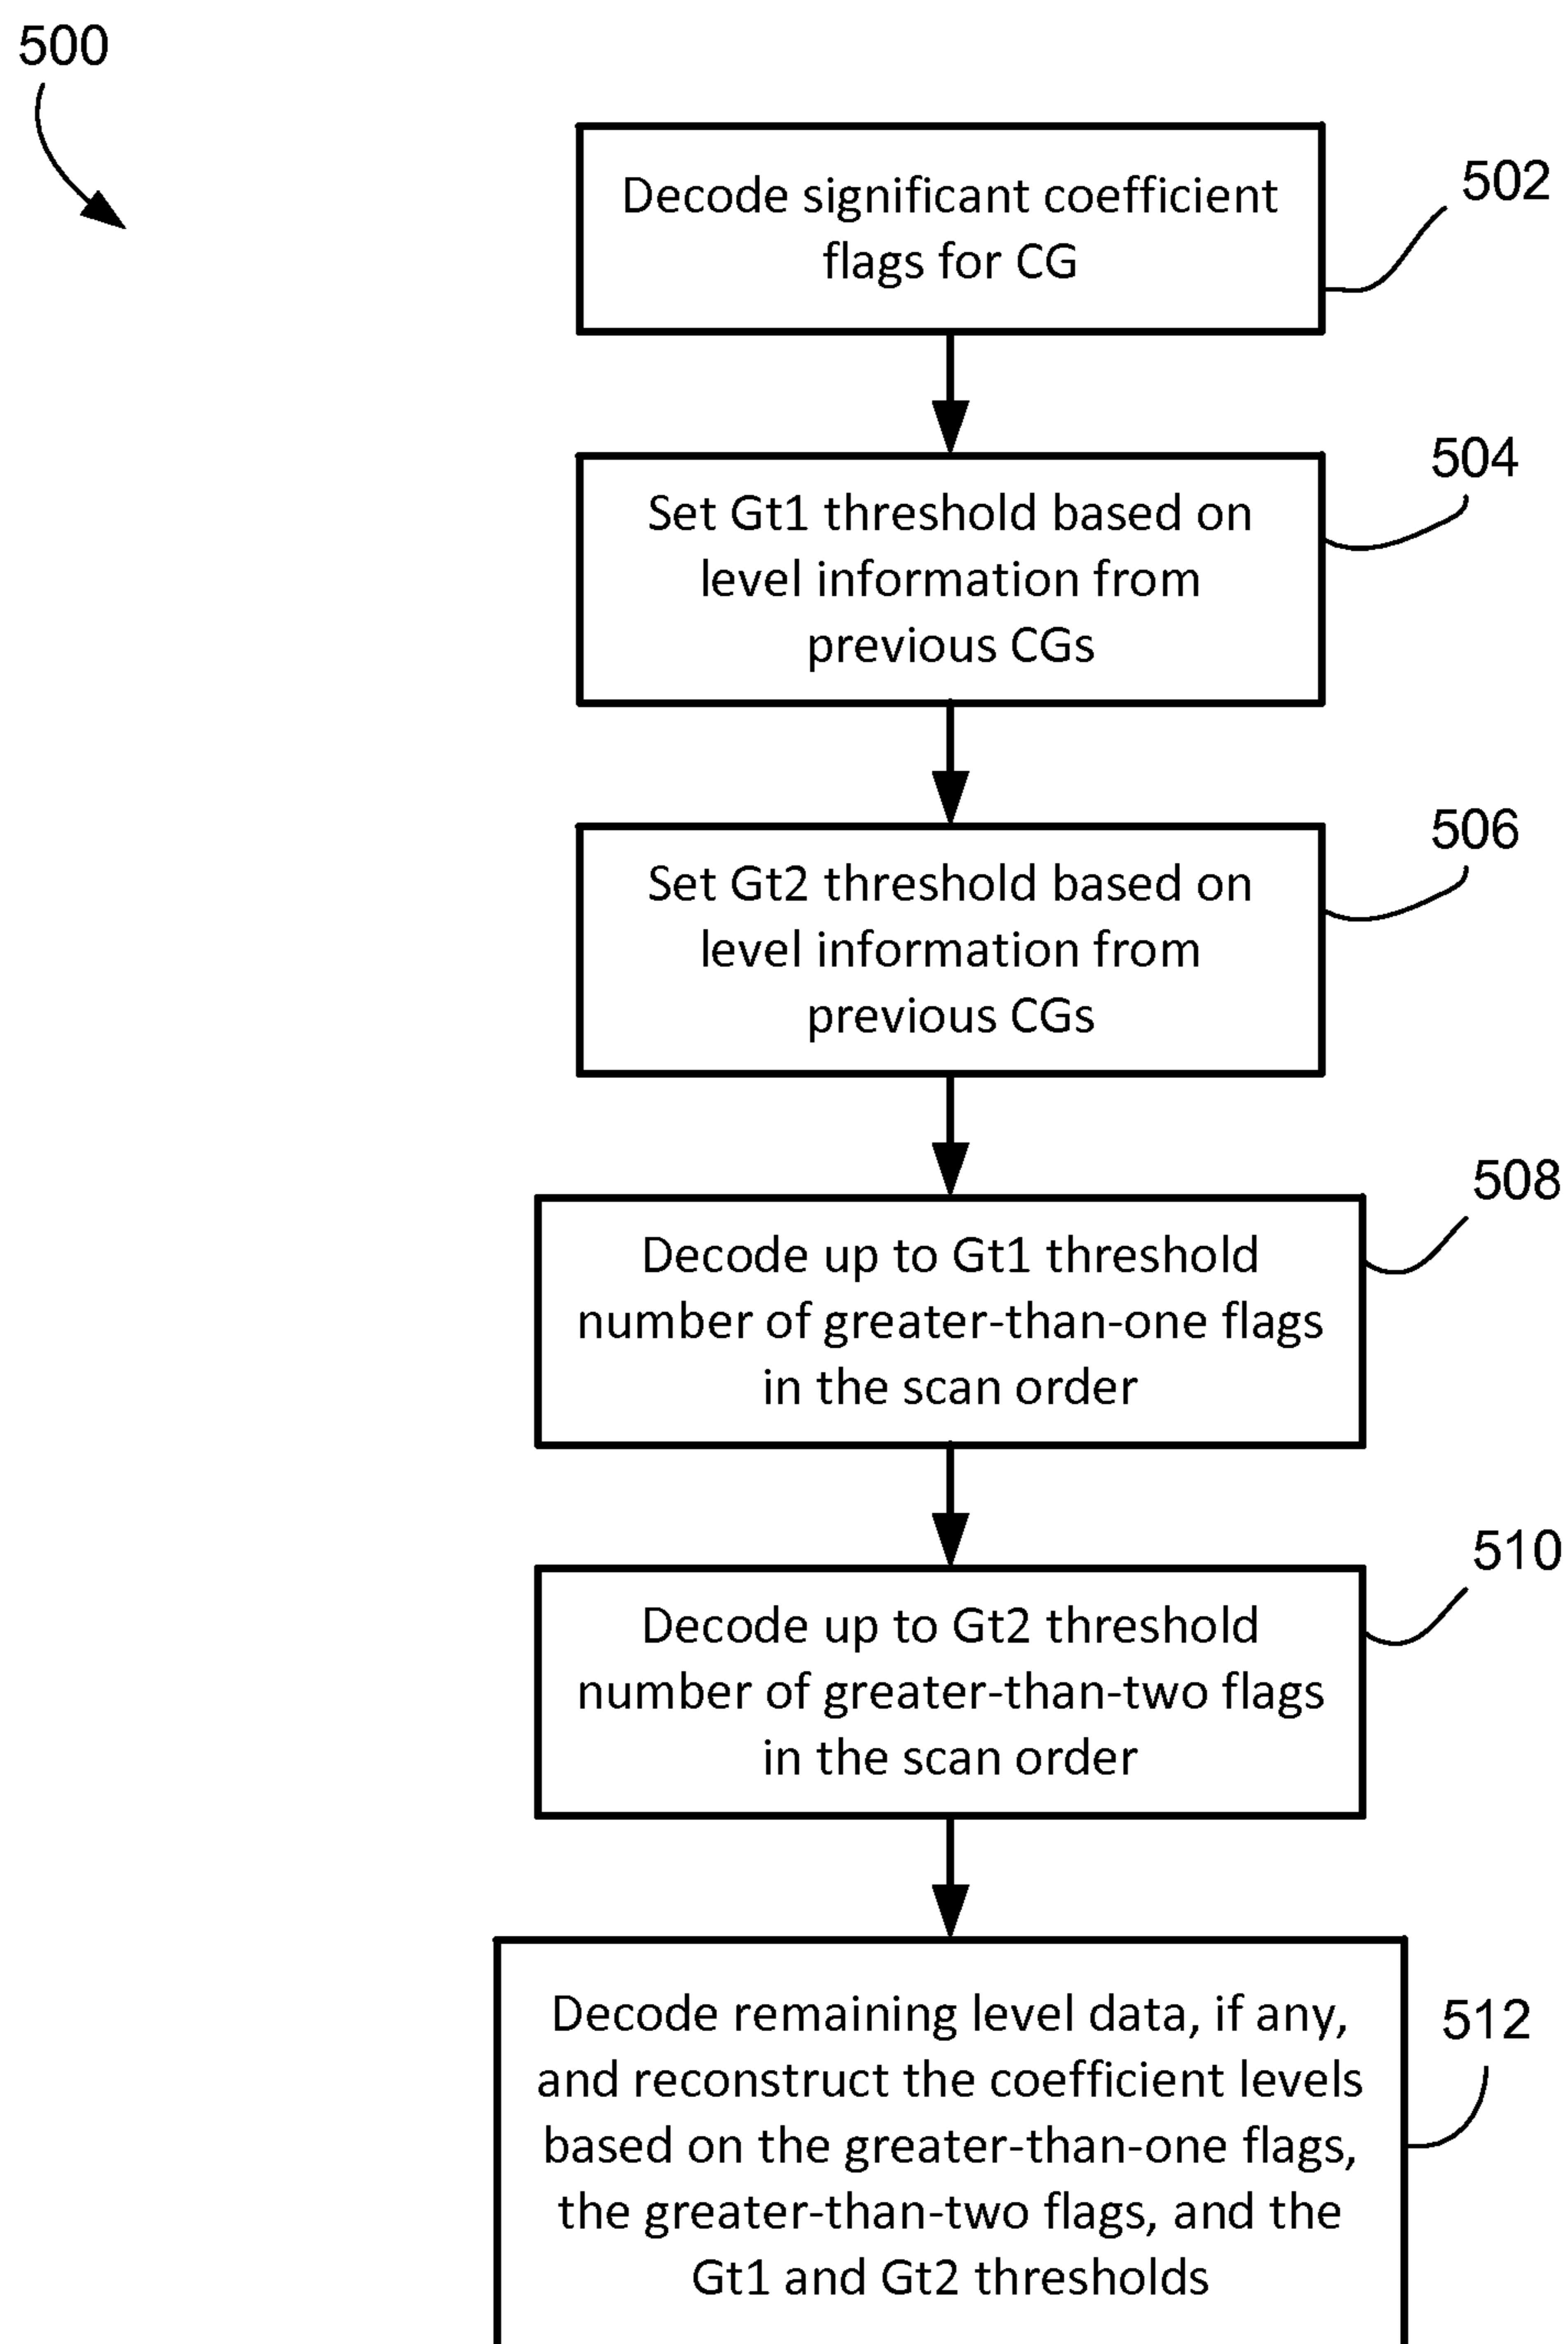 500
Decode significant coefficient
flags for CG
502
Set Gt1 threshold based on
level information from
previous CGs
504
Set Gt2 threshold based on
level information from
previous CGs
506
Decode up to Gt1 threshold
number of greater-than-one flags
in the scan order
508
Decode up to Gt2 threshold
number of greater-than-two flags
in the scan order
510
Decode remaining level data, if any,
and reconstruct the coefficient levels
based on the greater-than-one flags,
the greater-than-two flags, and the
Gt1 and Gt2 thresholds
512